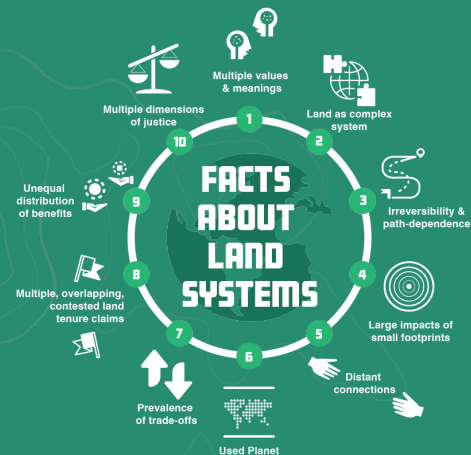 FACTS
ABOUT
LAND
SYSTEMS
1
Multiple values
& meanings
2
Land as complex
system
3
Irreversibility &
path-dependence
4
Large impacts of
small footprints
5
Distant
connections
6
Used Planet
7
Prevalence
of trade-offs
8
Multiple, overlapping,
contested land
tenure claims
9
Unequal
distribution
of benefits
10
Multiple dimensions
of justice